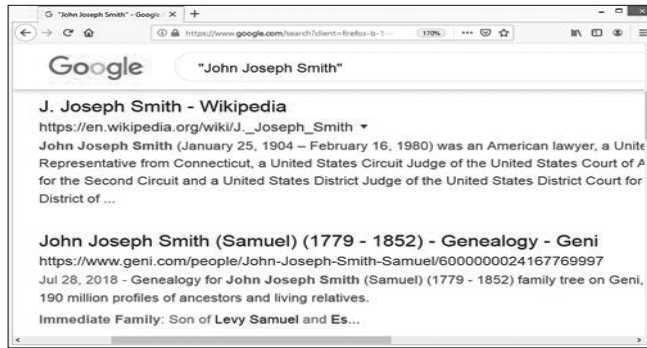 "John Joseph Smith" - Google
https://www.google.com/search?client=firefox-b-1-
170%
Google
"John Joseph Smith"
J. Joseph Smith - Wikipedia
https://en.wikipedia.org/wiki/J._Joseph_Smith
John Joseph Smith (January 25, 1904 – February 16, 1980) was an American lawyer, a Unite
Representative from Connecticut, a United States Circuit Judge of the United States Court of A
for the Second Circuit and a United States District Judge of the United States District Court for
District of ...
John Joseph Smith (Samuel) (1779 - 1852) - Genealogy - Geni
https://www.geni.com/people/John-Joseph-Smith-Samuel/6000000024167769997
Jul 28, 2018 - Genealogy for John Joseph Smith (Samuel) (1779 - 1852) family tree on Geni,
190 million profiles of ancestors and living relatives.
Immediate Family: Son of Levy Samuel and Es...